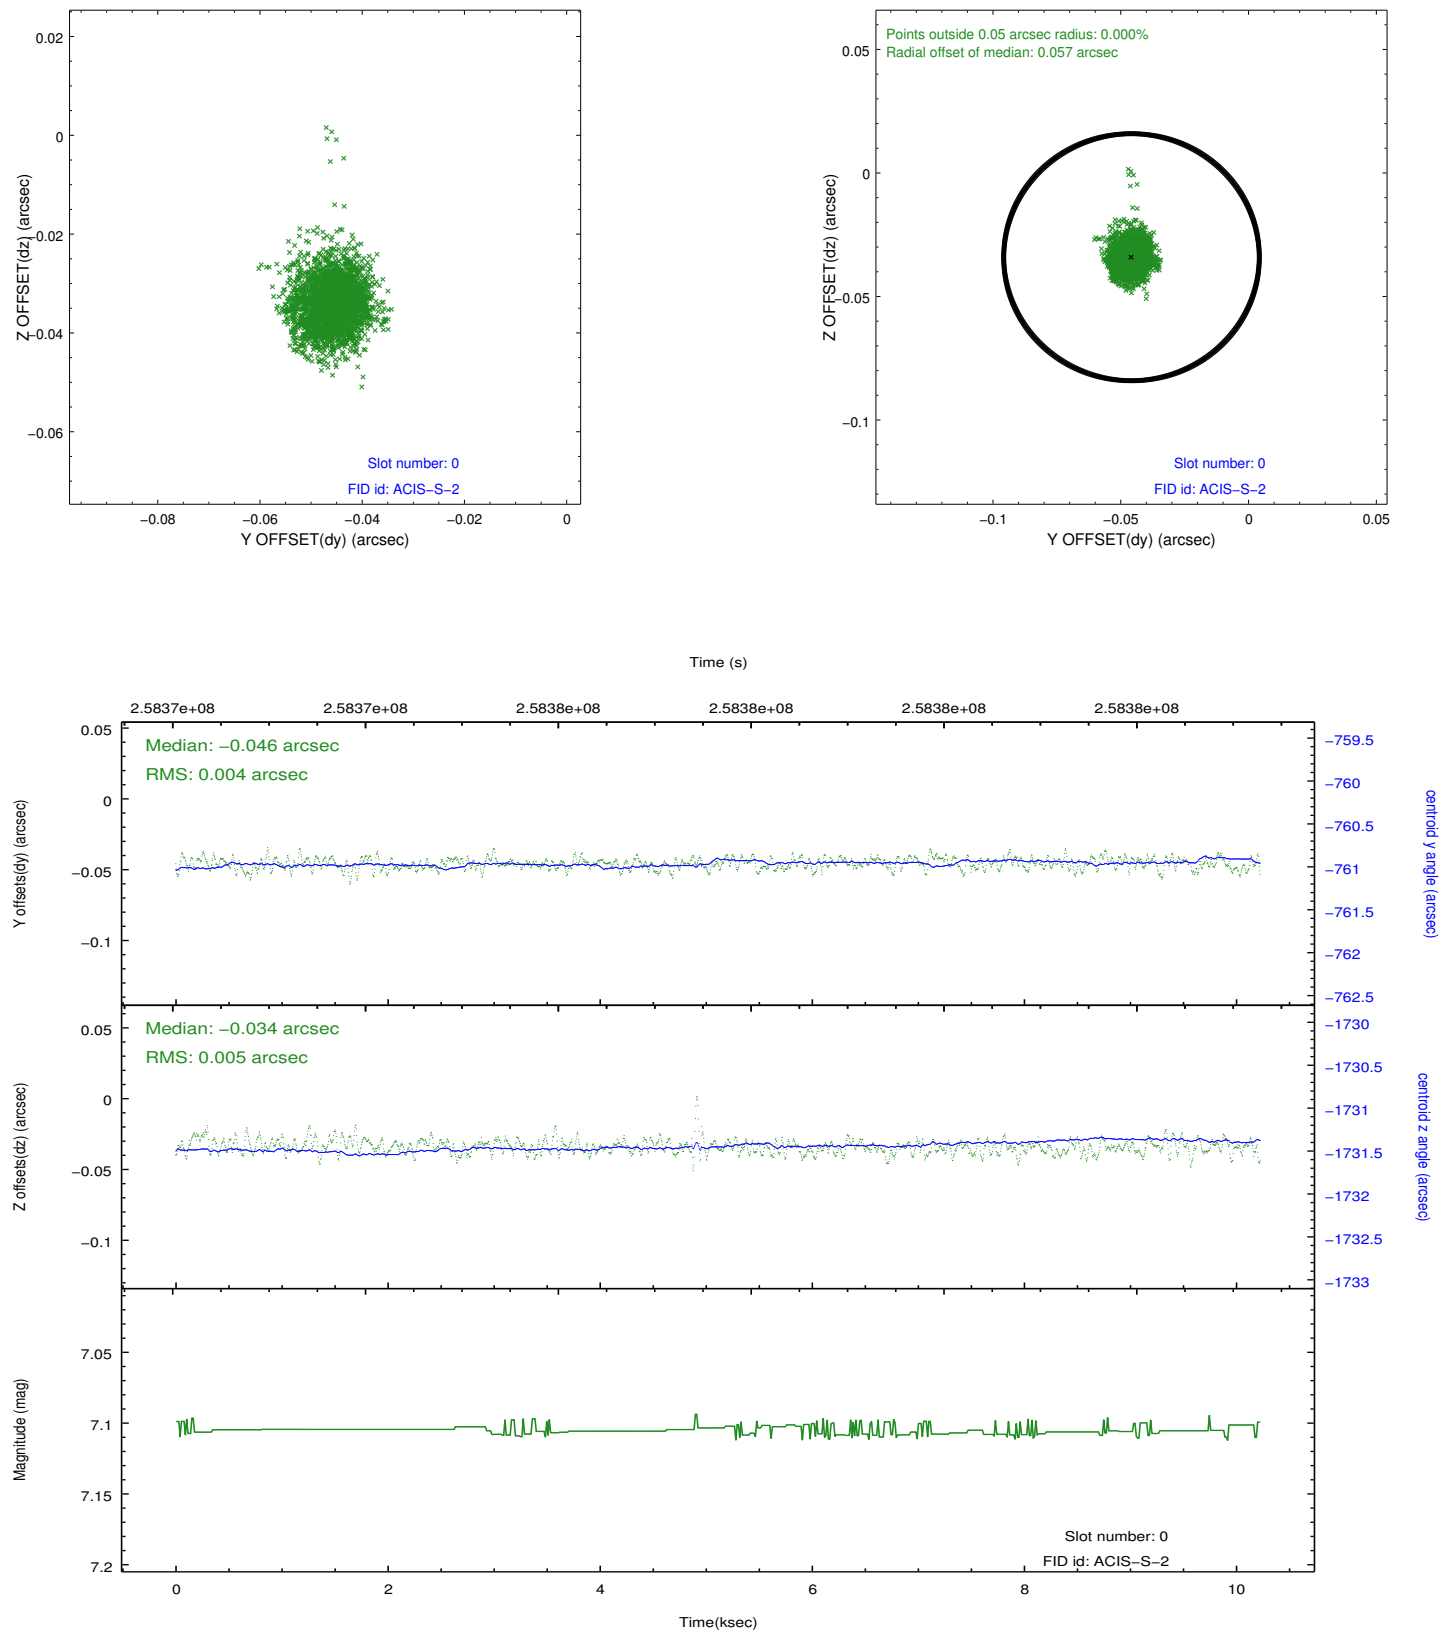 0.02
0
−0.02
−0.04
−0.06
Z OFFSET(dz) (arcsec)
Slot number: 0
FID id: ACIS−S−2
−0.08 −0.06 −0.04 −0.02 0
Y OFFSET(dy) (arcsec)
Points outside 0.05 arcsec radius: 0.000%
Radial offset of median: 0.057 arcsec
0.05
0
−0.05
−0.1
Z OFFSET(dz) (arcsec)
Slot number: 0
FID id: ACIS−S−2
−0.1 −0.05 0 0.05
Y OFFSET(dy) (arcsec)
Time (s)
2.5837e+08 2.5837e+08 2.5838e+08 2.5838e+08 2.5838e+08 2.5838e+08
Median: −0.046 arcsec
RMS: 0.004 arcsec
0.05
0
−0.05
−0.1
Y offsets(dy) (arcsec)
−759.5
−760
−760.5
−761
−761.5
−762
−762.5
centroid y angle (arcsec)
Median: −0.034 arcsec
RMS: 0.005 arcsec
0.05
0
−0.05
−0.1
Z offsets(dz) (arcsec)
−1730
−1730.5
−1731
−1731.5
−1732
−1732.5
−1733
centroid z angle (arcsec)
7.05
7.1
7.15
7.2
Magnitude (mag)
Slot number: 0
FID id: ACIS−S−2
0 2 4 6 8 10
Time(ksec)